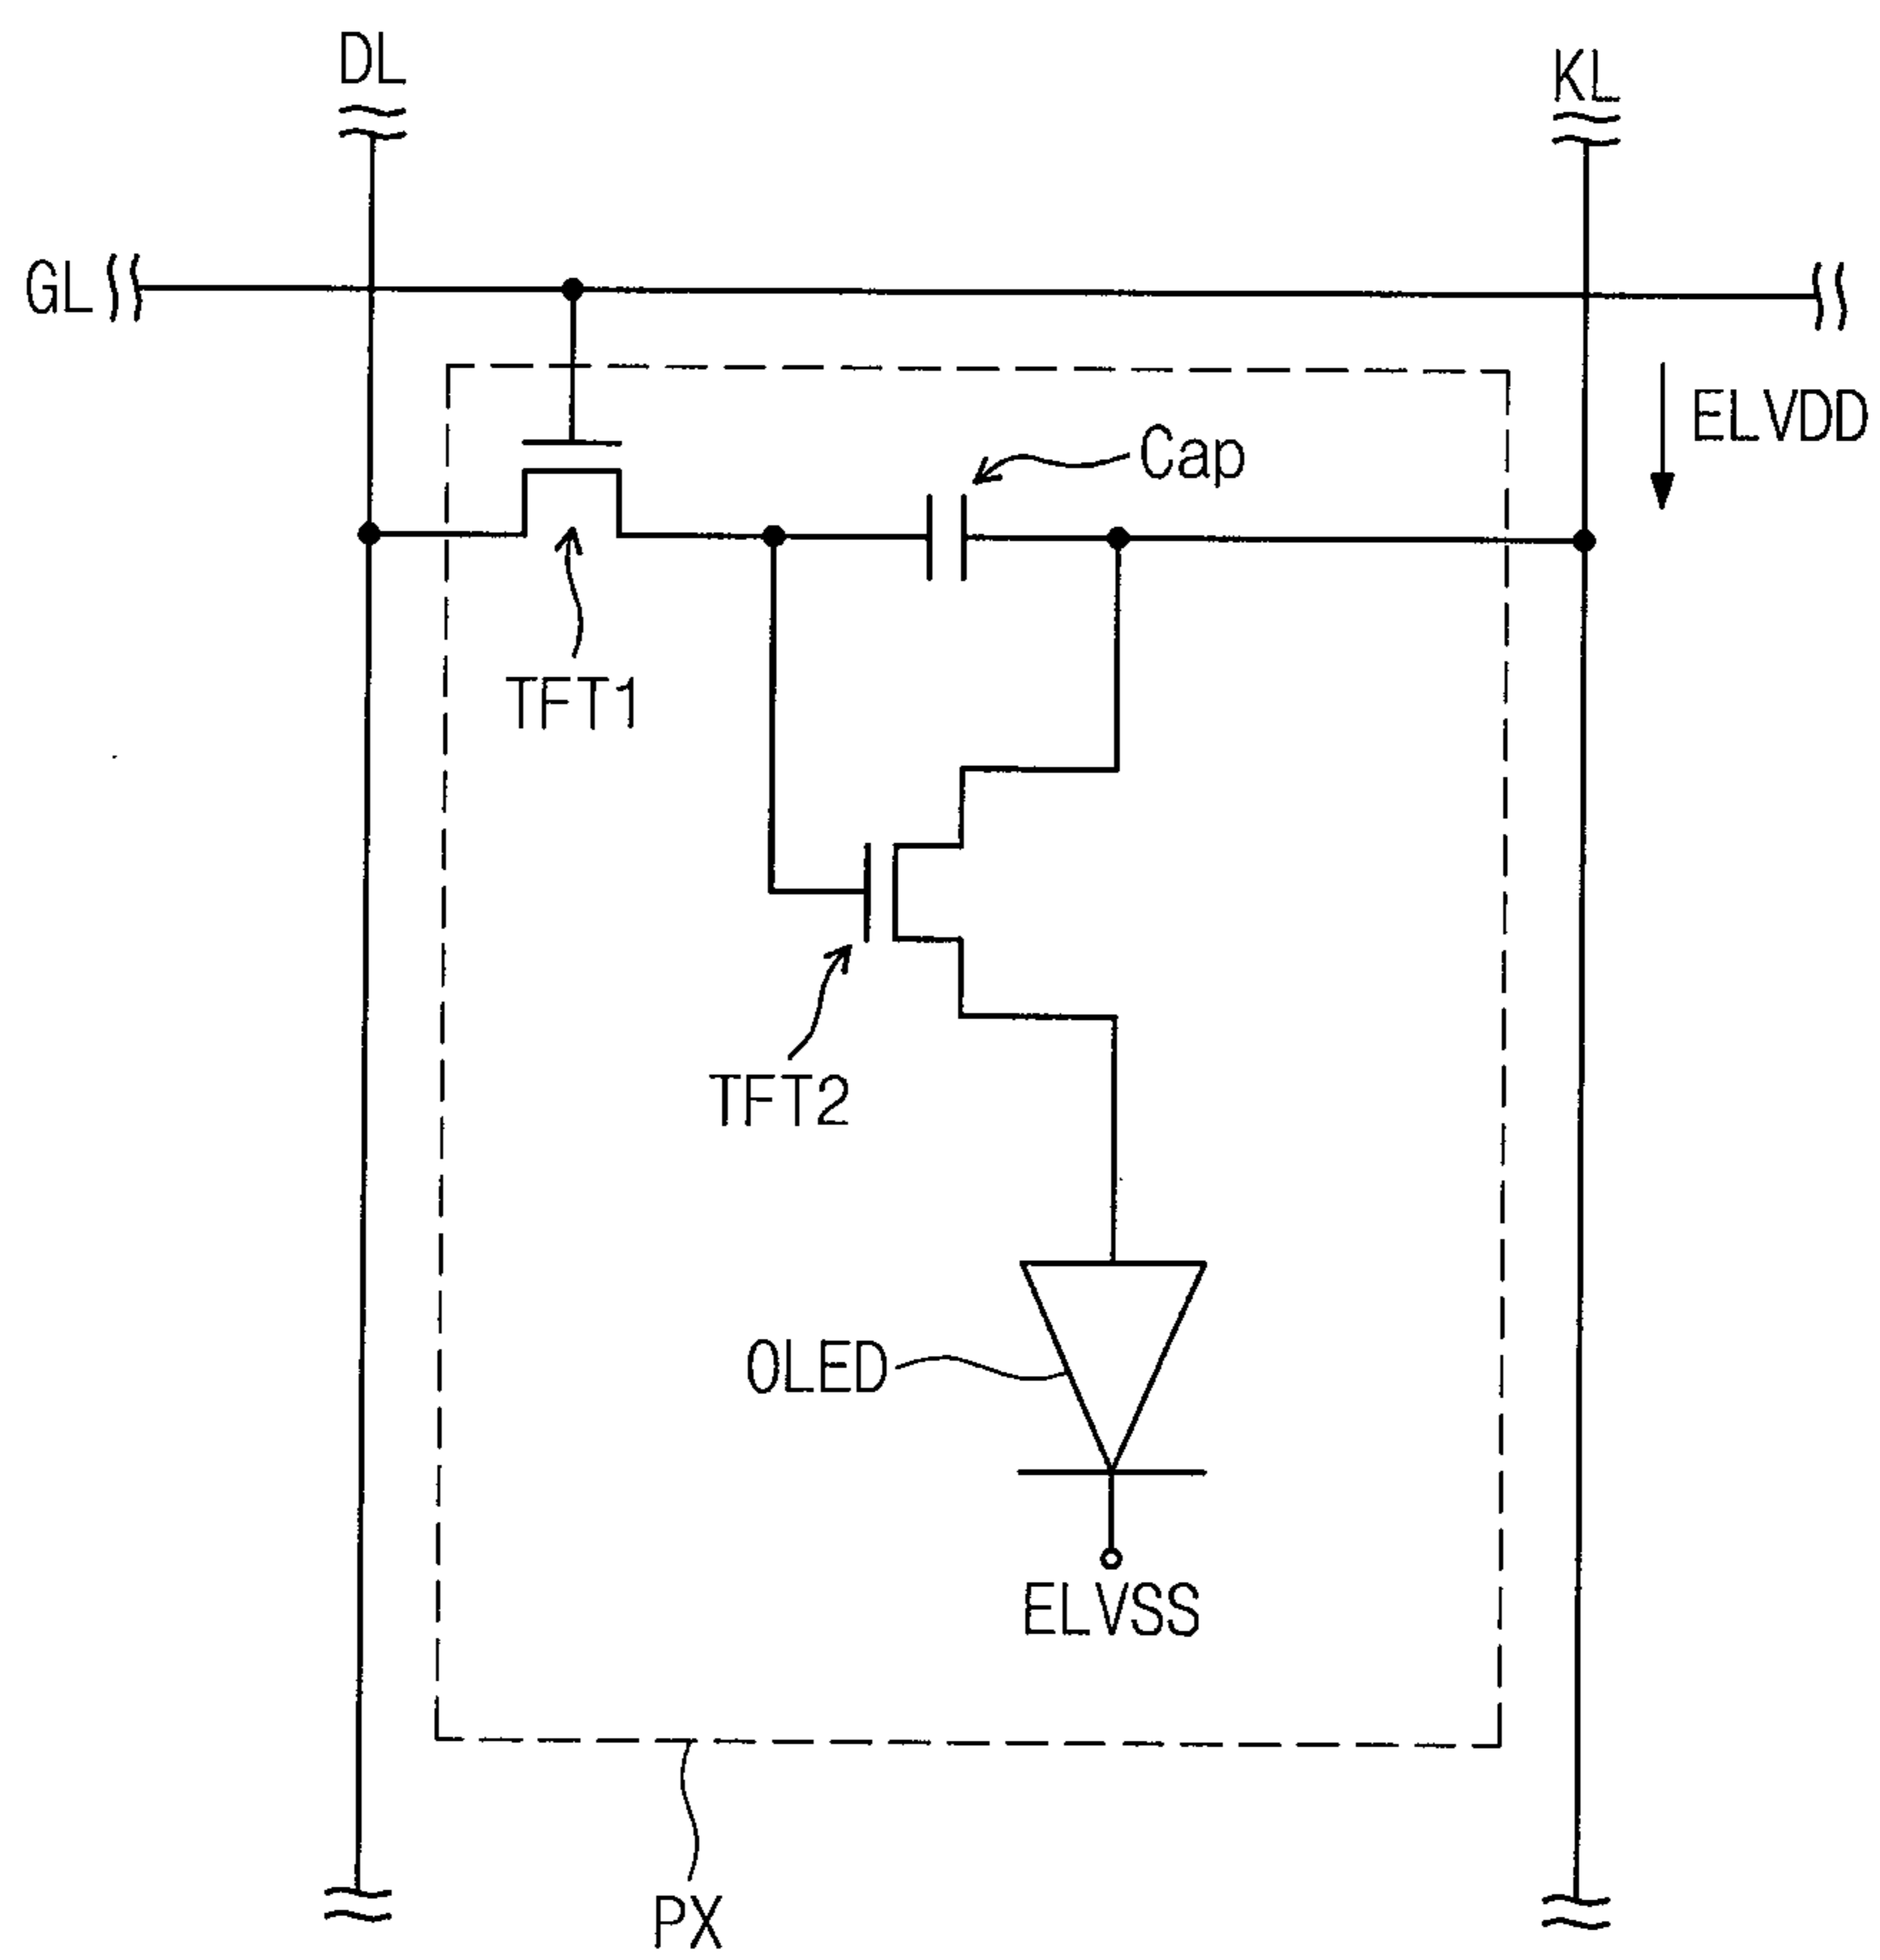 DL
KL
GL
ELVDD
Cap
TFT1
TFT2
OLED
ELVSS
PX